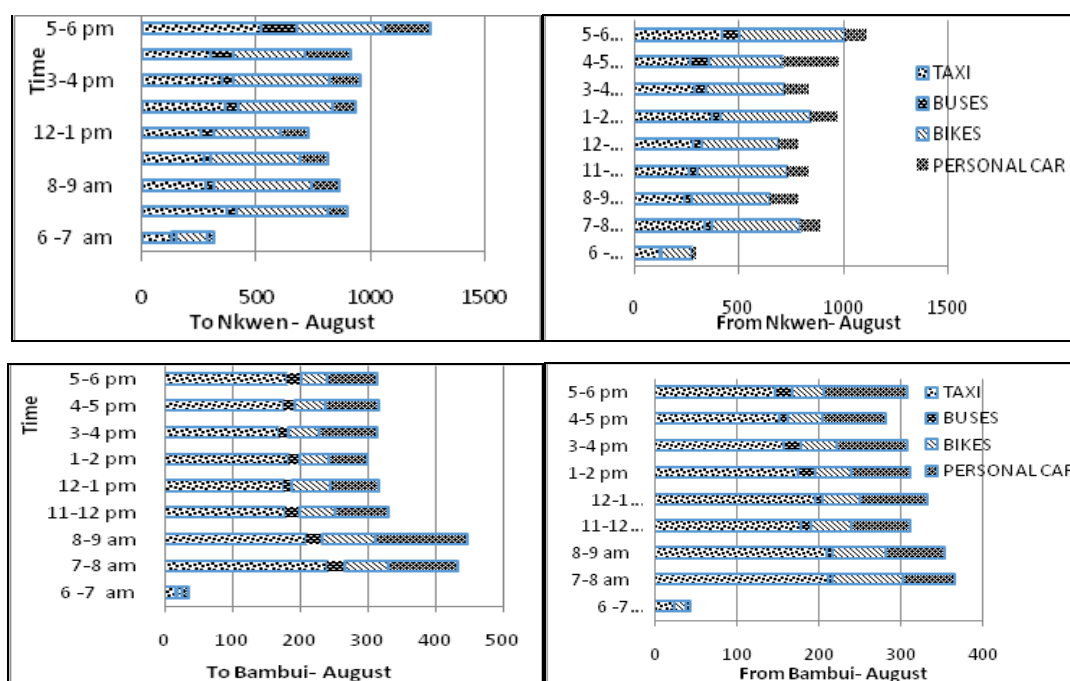 Time
5-6 pm
3-4 pm
12-1 pm
8-9 am
6 -7 am
0 500 1000 1500
To Nkwen - August
5-6...
4-5...
3-4...
1-2...
12-...
11-...
8-9...
7-8...
6 -...
0 500 1000 1500
From Nkwen- August
TAXI
BUSES
BIKES
PERSONAL CAR
Time
5-6 pm
4-5 pm
3-4 pm
1-2 pm
12-1 pm
11-12 pm
8-9 am
7-8 am
6 -7 am
0 100 200 300 400 500
To Bambui- August
5-6 pm
4-5 pm
3-4 pm
1-2 pm
12-1...
11-12...
8-9 am
7-8 am
6 -7...
0 100 200 300 400
From Bambui- August
TAXI
BUSES
BIKES
PERSONAL CAR